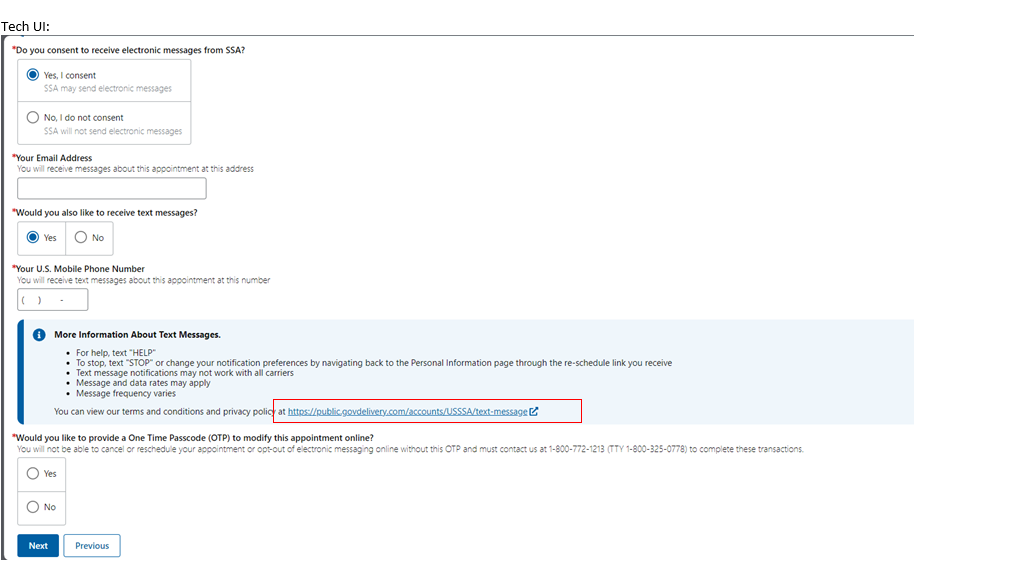 Tech UI:
*Do you consent to receive electronic messages from SSA?
Yes, I consent
SSA may send electronic messages
No, I do not consent
SSA will not send electronic messages
*Your Email Address
You will receive messages about this appointment at this address
*Would you also like to receive text messages?
Yes No
*Your U.S. Mobile Phone Number
You will receive text messages about this appointment at this number
( ) -
More Information About Text Messages.
• For help, text "HELP"
• To stop, text "STOP" or change your notification preferences by navigating back to the Personal Information page through the re-schedule link you receive
• Text message notifications may not work with all carriers
• Message and data rates may apply
• Message frequency varies
You can view our terms and conditions and privacy policy at https://public.govdelivery.com/accounts/USSSA/text-message
*Would you like to provide a One Time Passcode (OTP) to modify this appointment online?
You will not be able to cancel or reschedule your appointment or opt-out of electronic messaging online without this OTP and must contact us at 1-800-772-1213 (TTY 1-800-325-0778) to complete these transactions.
Yes
No
Next Previous